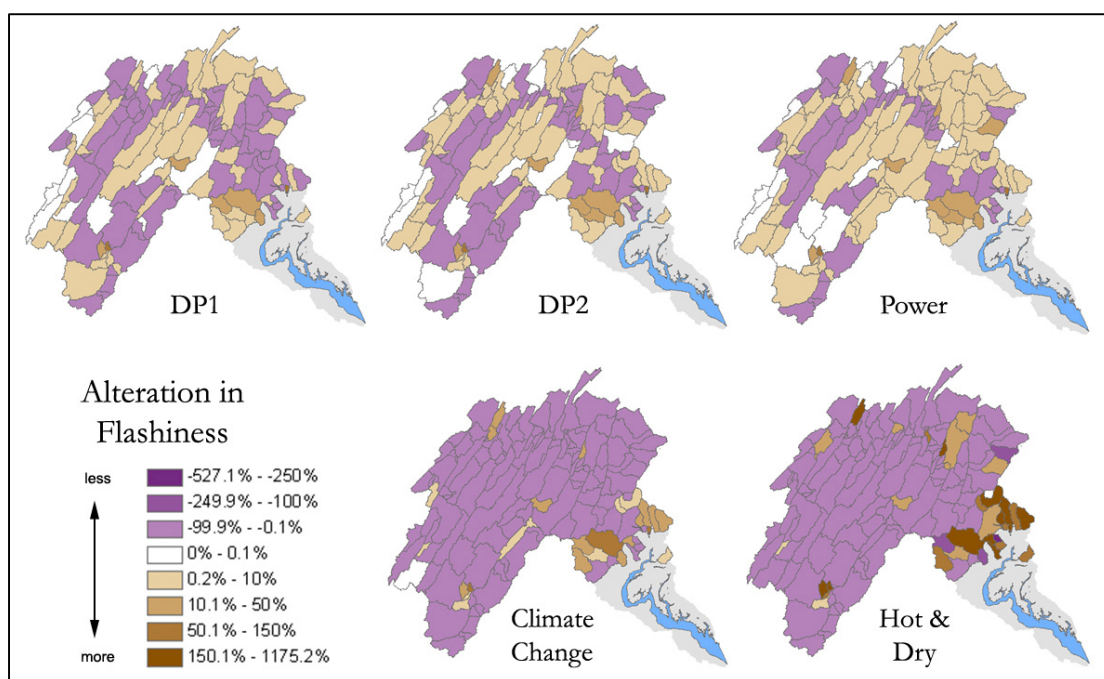 DP1
DP2
Power
Alteration in
Flashiness
less
more
-527.1% - -250%
-249.9% - -100%
-99.9% - -0.1%
0% - 0.1%
0.2% - 10%
10.1% - 50%
50.1% - 150%
150.1% - 1175.2%
Climate
Change
Hot &
Dry